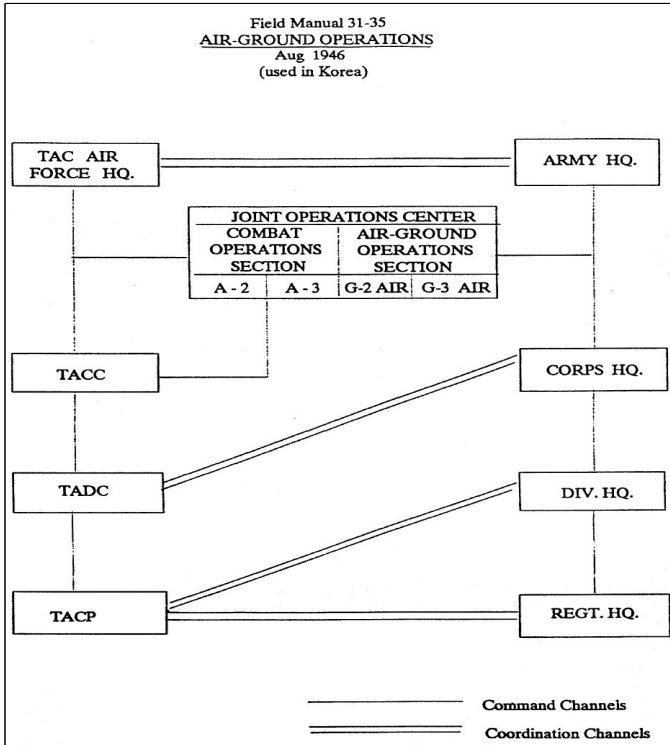 Field Manual 31-35
AIR-GROUND OPERATIONS
Aug 1946
(used in Korea)
TAC AIR
FORCE HQ.
ARMY HQ.
JOINT OPERATIONS CENTER
COMBAT
OPERATIONS
SECTION
AIR-GROUND
OPERATIONS
SECTION
A - 2
A - 3
G-2 AIR
G-3 AIR
TACC
CORPS HQ.
TADC
DIV. HQ.
TACP
REGT. HQ.
Command Channels
Coordination Channels